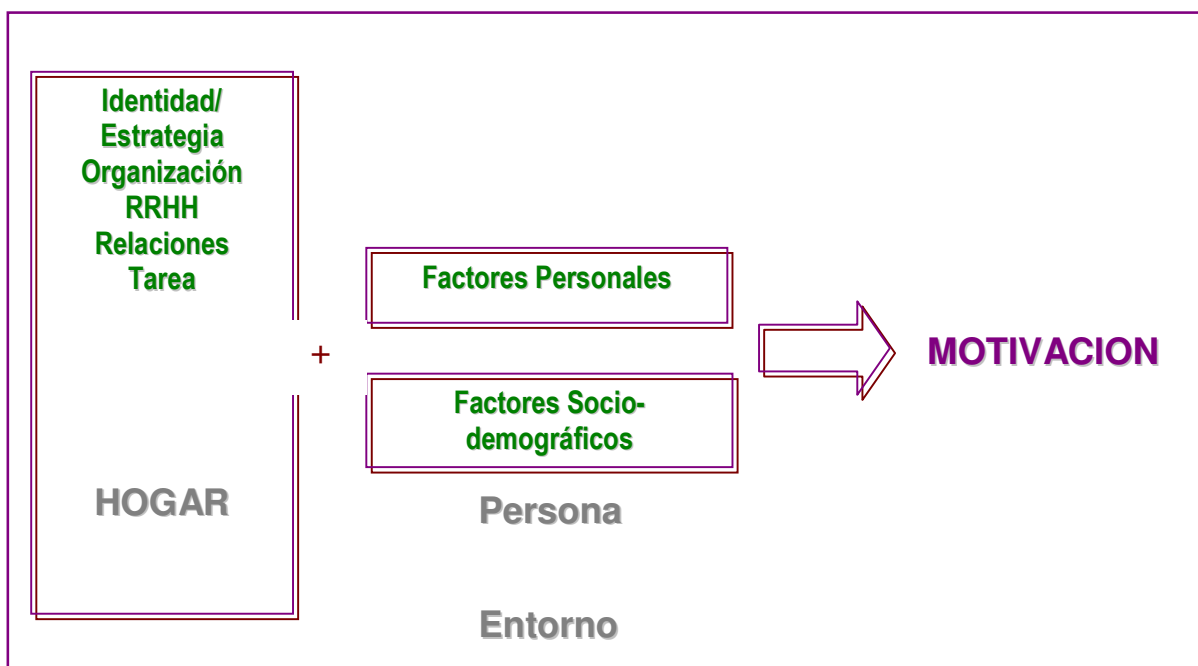 Identidad/
Estrategia
Organización
RRHH
Relaciones
Tarea
HOGAR
+
Factores Personales
Factores Socio-
demográficos
Persona
Entorno
MOTIVACION